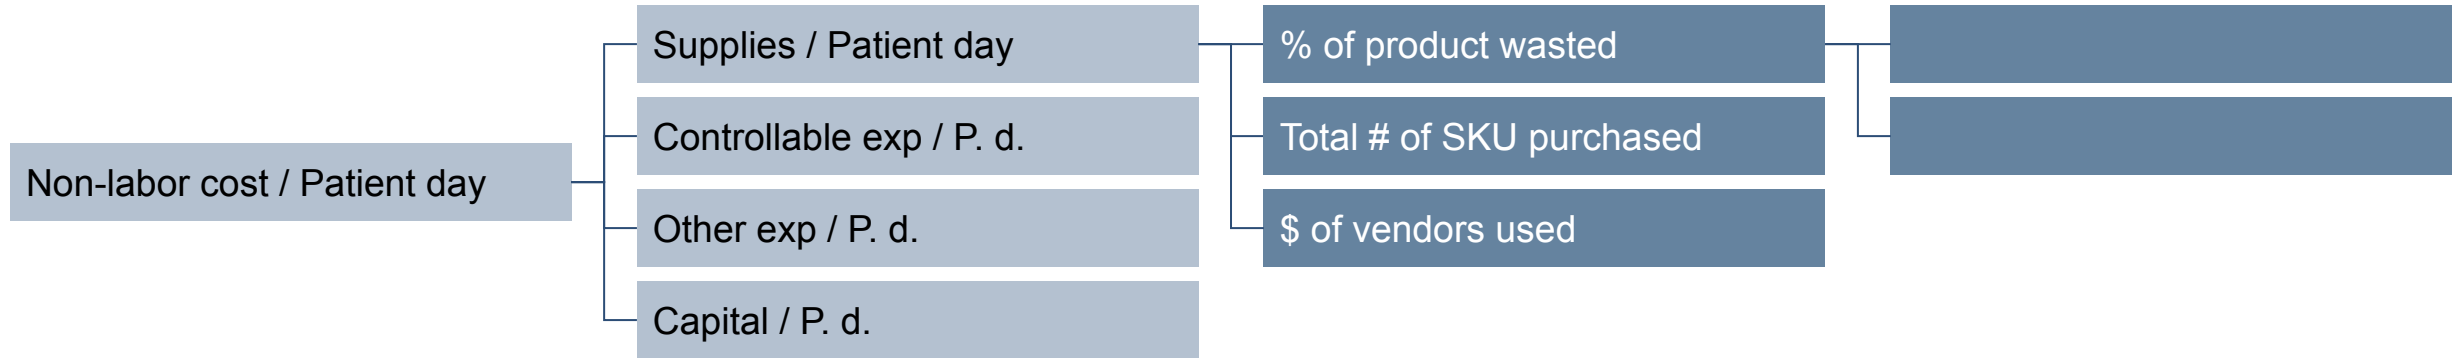 Non-labor cost / Patient day
Supplies / Patient day
Controllable exp / P. d.
Other exp / P. d.
Capital / P. d.
% of product wasted
Total # of SKU purchased
$ of vendors used